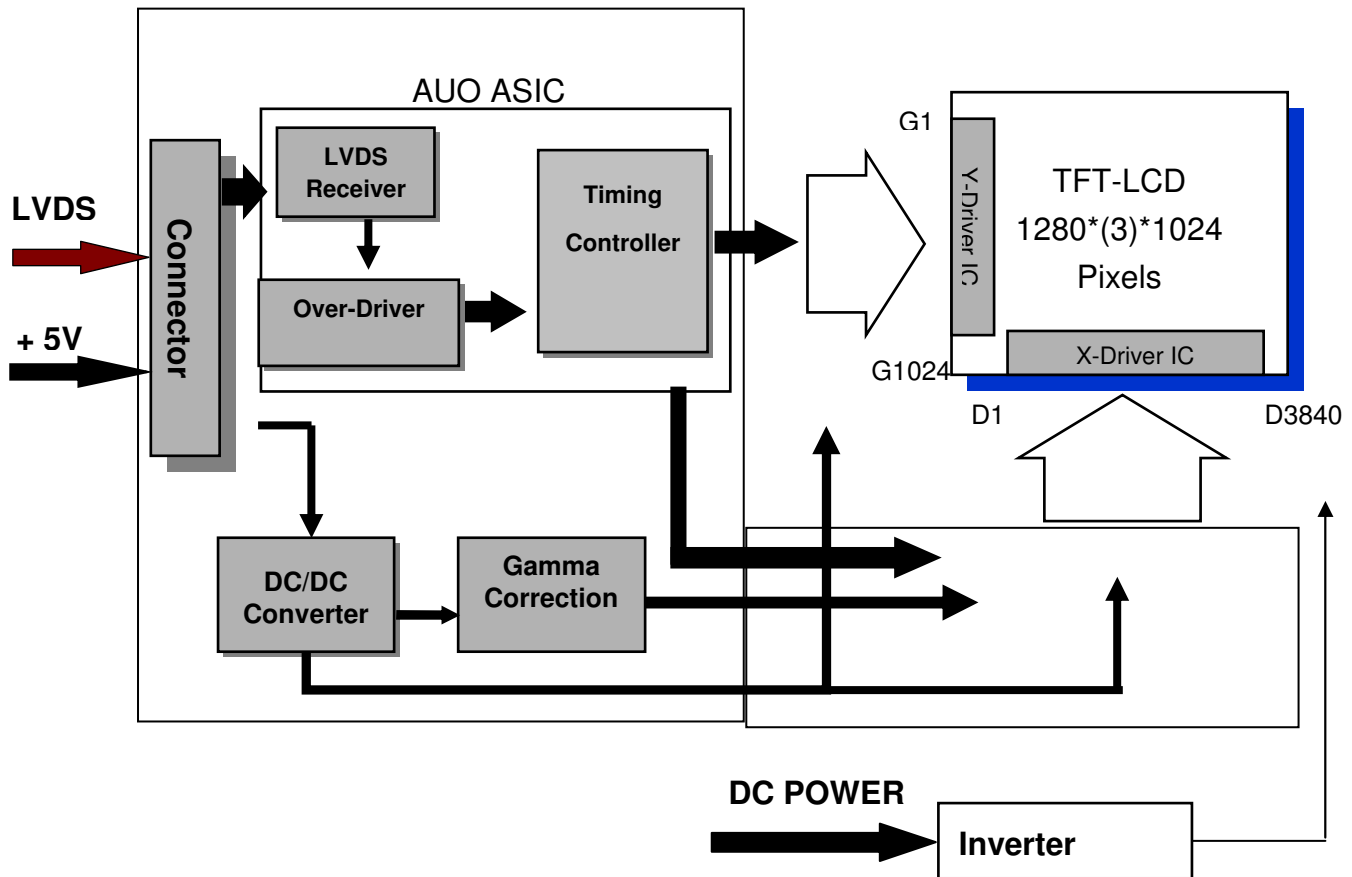 AUO ASIC
LVDS
+ 5V
Connector
LVDS
Receiver
Over-Driver
Timing
Controller
DC/DC
Converter
Gamma
Correction
G1
Y-Driver IC
TFT-LCD
1280*(3)*1024
Pixels
X-Driver IC
G1024
D1
D3840
DC POWER
Inverter